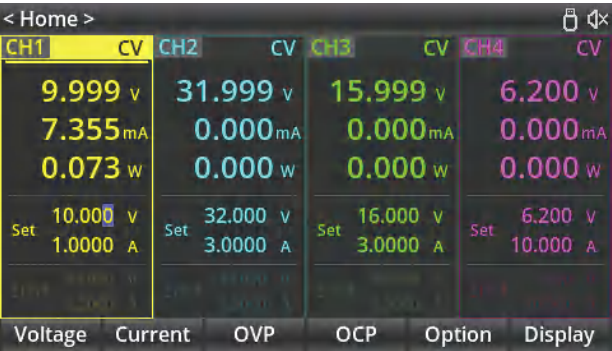 < Home >
CH1 CV CH2 CV CH3 CV CH4 CV
9.999 V 31.999 V 15.999 V 6.200 V
7.355 mA 0.000 mA 0.000 mA 0.000 mA
0.073 W 0.000 W 0.000 W 0.000 W
Set 10.000 V Set 32.000 V Set 16.000 V Set 6.200 V
1.0000 A 3.0000 A 3.0000 A 10.000 A
Voltage Current OVP OCP Option Display